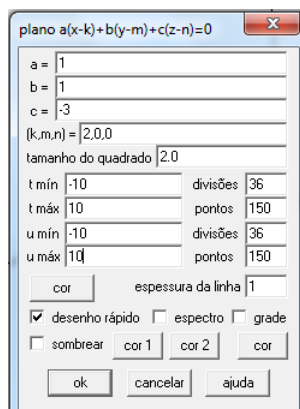 plano a(x-k)+b(y-m)+c(z-n)=0
a = 1
b = 1
c = -3
(k,m,n) = 2,0,0
tamanho do quadrado 2.0
t mín -10 divisões 36
t máx 10 pontos 150
u mín -10 divisões 36
u máx 10 pontos 150
cor espessura da linha 1
desenho rápido espectro grade
sombrear cor 1 cor 2 cor
ok cancelar ajuda